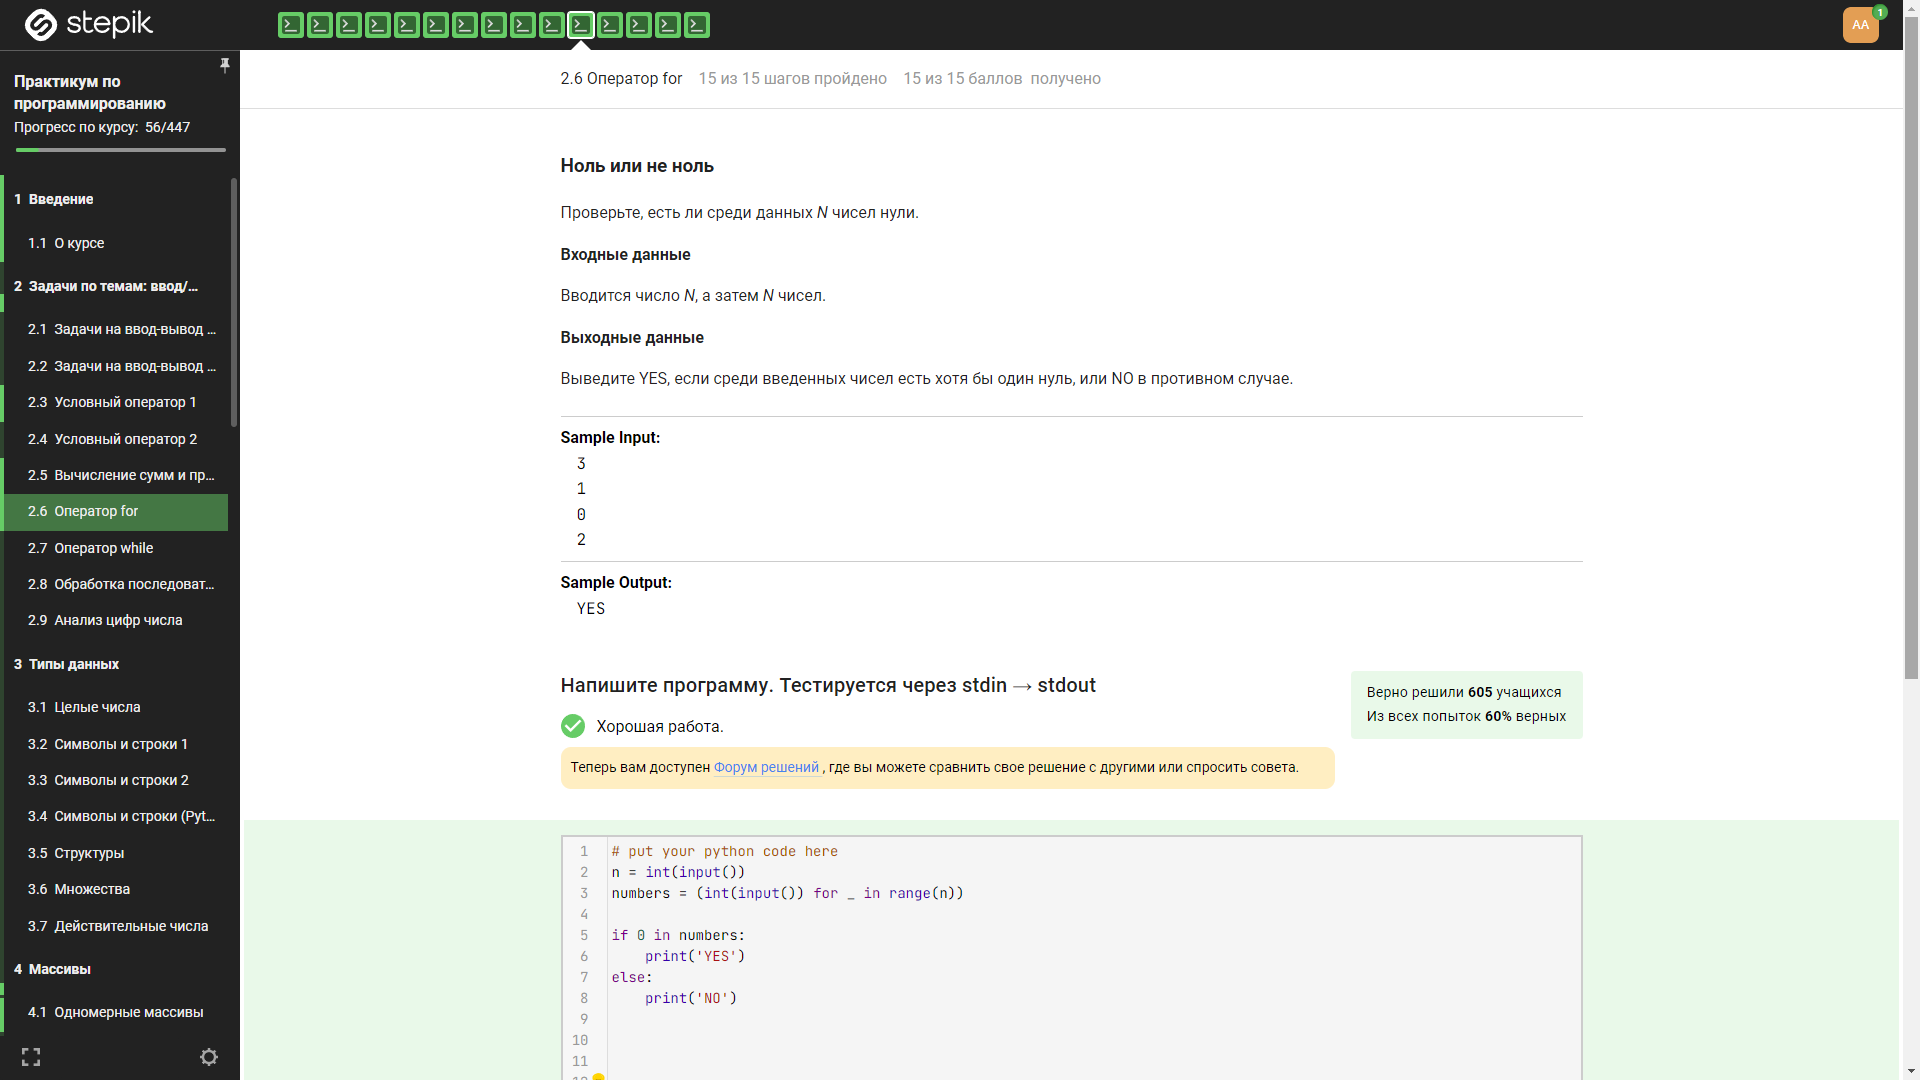 stepik
AA
1
Практикум по
программированию
Прогресс по курсу: 56/447
1 Введение
1.1 О курсе
2 Задачи по темам: ввод/...
2.1 Задачи на ввод-вывод ...
2.2 Задачи на ввод-вывод ...
2.3 Условный оператор 1
2.4 Условный оператор 2
2.5 Вычисление сумм и пр...
2.6 Оператор for
2.7 Оператор while
2.8 Обработка последоват...
2.9 Анализ цифр числа
3 Типы данных
3.1 Целые числа
3.2 Символы и строки 1
3.3 Символы и строки 2
3.4 Символы и строки (Pyt...
3.5 Структуры
3.6 Множества
3.7 Действительные числа
4 Массивы
4.1 Одномерные массивы
2.6 Оператор for 15 из 15 шагов пройдено 15 из 15 баллов получено
Ноль или не ноль
Проверьте, есть ли среди данных N чисел нули.
Входные данные
Вводится число N, а затем N чисел.
Выходные данные
Выведите YES, если среди введенных чисел есть хотя бы один нуль, или NO в противном случае.
Sample Input:
3
1
0
2
Sample Output:
YES
Напишите программу. Тестируется через stdin → stdout
Верно решили 605 учащихся
Из всех попыток 60% верных
Хорошая работа.
Теперь вам доступен Форум решений, где вы можете сравнить свое решение с другими или спросить совета.
1 # put your python code here
2 n = int(input())
3 numbers = (int(input()) for _ in range(n))
4
5 if 0 in numbers:
6     print('YES')
7 else:
8     print('NO')
9
10
11
12